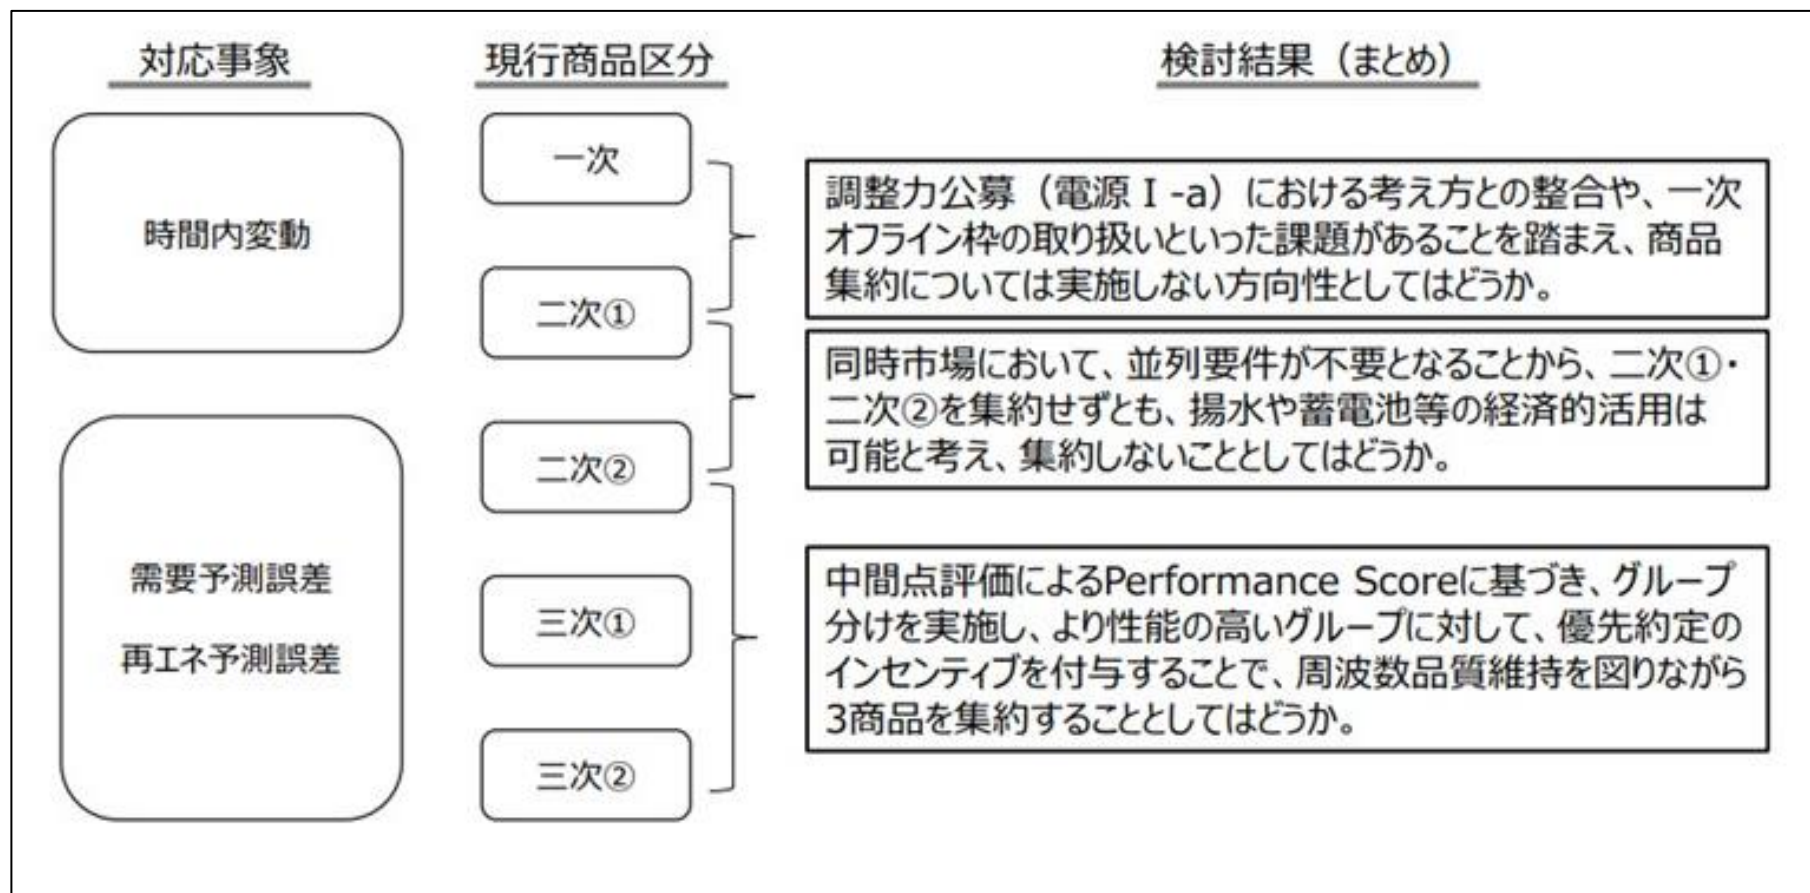 対応事象
現行商品区分
検討結果（まとめ）
時間内変動
需要予測誤差
再エネ予測誤差
一次
二次①
二次②
三次①
三次②
調整力公募（電源Ⅰ-a）における考え方との整合や、一次
オフライン枠の取り扱いといった課題があることを踏まえ、商品
集約については実施しない方向性としてはどうか。
同時市場において、並列要件が不要となることから、二次①・
二次②を集約せずとも、揚水や蓄電池等の経済的活用は
可能と考え、集約しないこととしてはどうか。
中間点評価によるPerformance Scoreに基づき、グループ
分けを実施し、より性能の高いグループに対して、優先約定の
インセンティブを付与することで、周波数品質維持を図りながら
3商品を集約することとしてはどうか。